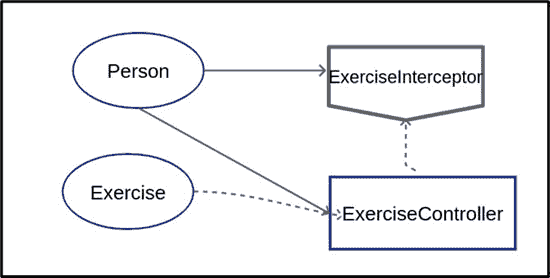 Person
ExerciseInterceptor
Exercise
ExerciseController